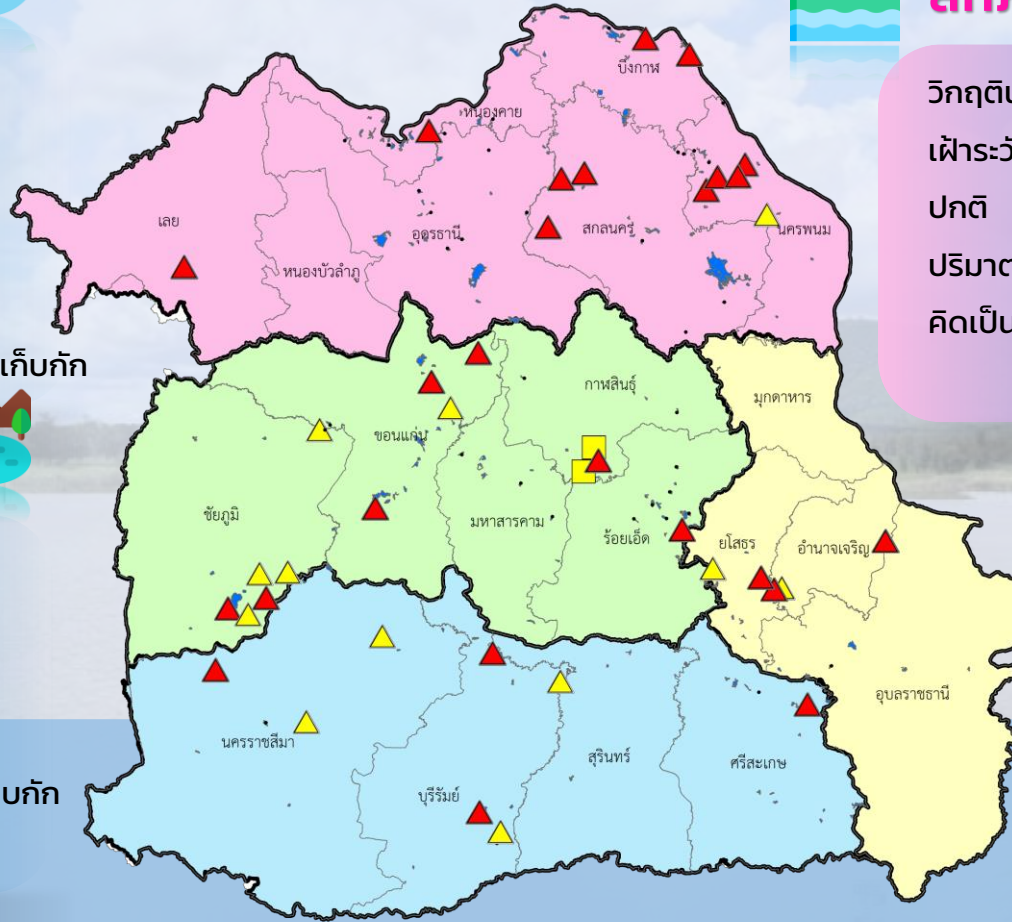 วิกฤติ
เฝ้าระวั
ปกติ
ปริมาต
คิดเป็น
เก็บกัก
บกัก
บึงกาฬ
หนองคาย
เลย
อุดรธานี
สกลนคร
นครพนม
หนองบัวลำภู
กาฬสินธุ์
มุกดาหาร
ขอนแก่น
ชัยภูมิ
มหาสารคาม
ร้อยเอ็ด
ยโสธร
อำนาจเจริญ
อุบลราชธานี
นครราชสีมา
บุรีรัมย์
สุรินทร์
ศรีสะเกษ